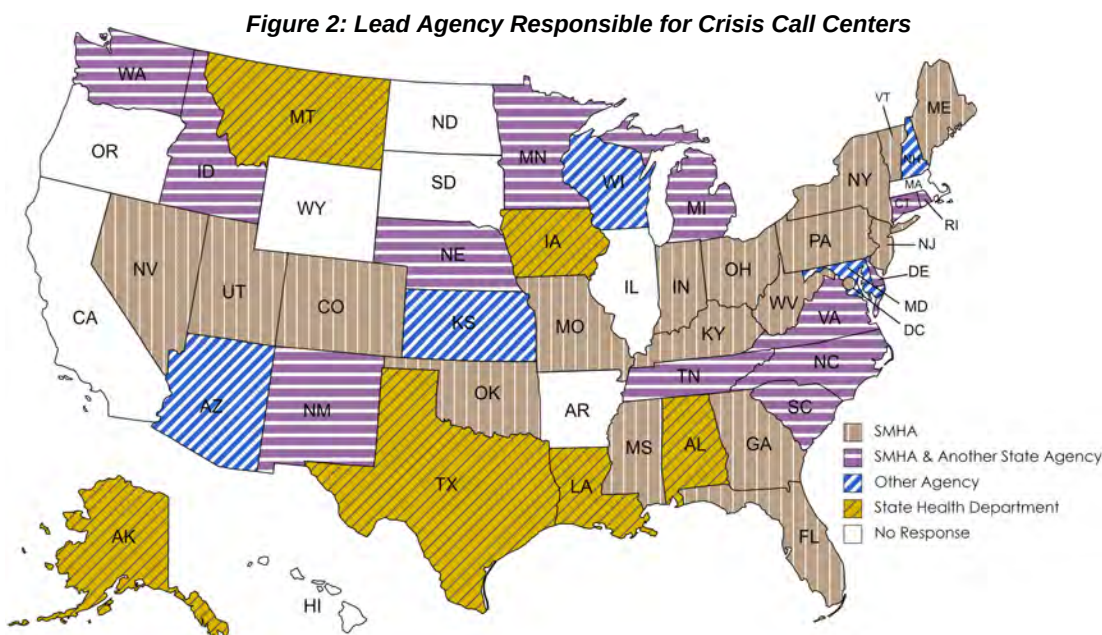 Figure 2: Lead Agency Responsible for Crisis Call Centers
WA
MT
ND
MN
VT
ME
OR
ID
SD
WI
NH
NY
MA
WY
MI
CT
RI
IA
PA
NJ
NE
NV
OH
DE
IL
IN
UT
CO
WV
MD
CA
KS
MO
VA
DC
KY
NC
TN
OK
AZ
NM
AR
SC
MS
AL
GA
TX
LA
FL
AK
HI
SMHA
SMHA & Another State Agency
Other Agency
State Health Department
No Response